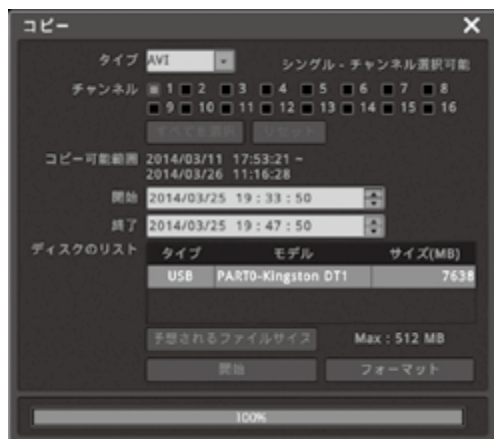 コピー
タイプ AVI シングル - チャンネル選択可能
チャンネル 1 2 3 4 5 6 7 8
9 10 11 12 13 14 15 16
すべてを選択 リセット
コピー可能範囲 2014/03/11 17:53:21 ~
2014/03/26 11:16:28
開始 2014/03/25 19 : 33 : 50
終了 2014/03/25 19 : 47 : 50
ディスクのリスト タイプ モデル サイズ(MB)
USB PART0-Kingston DT1 7638
予想されるファイルサイズ Max : 512 MB
開始 フォーマット
100%